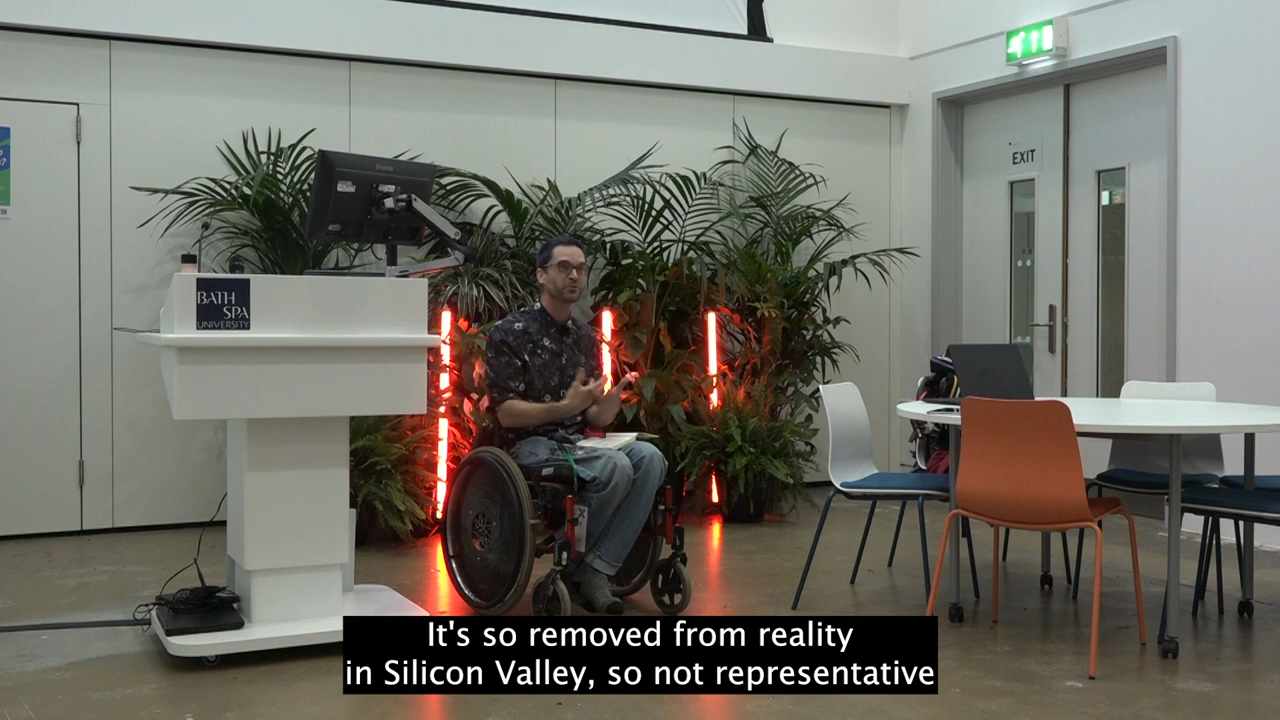 EXIT
BATH
SPA
UNIVERSITY
It's so removed from reality
in Silicon Valley, so not representative